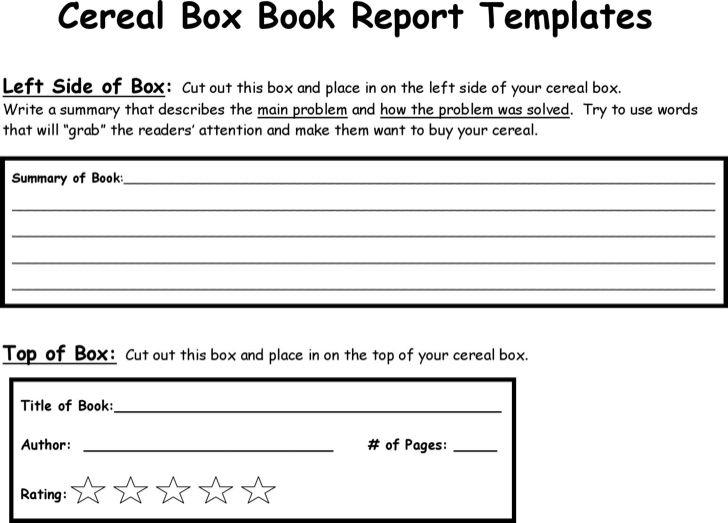 Cereal Box Book Report Templates
Left Side of Box: Cut out this box and place in on the left side of your cereal box.
Write a summary that describes the main problem and how the problem was solved. Try to use words
that will “grab” the readers’ attention and make them want to buy your cereal.
Summary of Book:
Top of Box: Cut out this box and place in on the top of your cereal box.
Title of Book:
Author: # of Pages:
Rating: